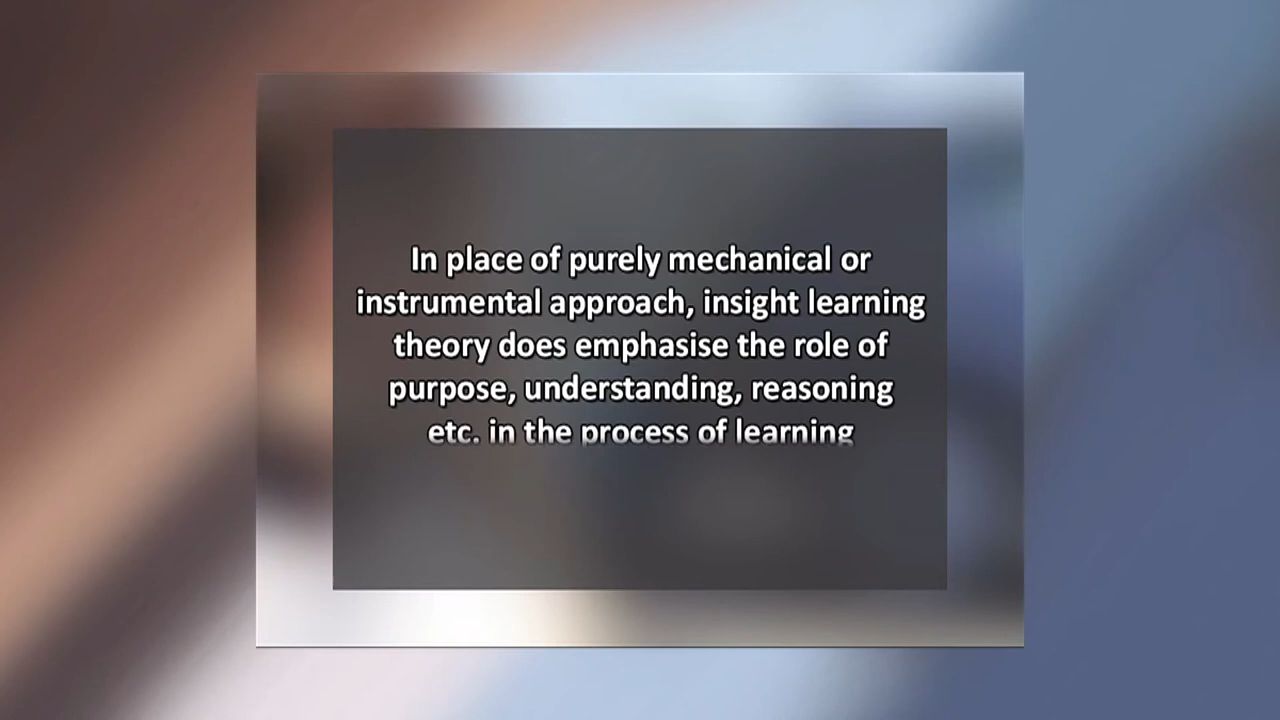 In place of purely mechanical or
instrumental approach, insight learning
theory does emphasise the role of
purpose, understanding, reasoning
etc. in the process of learning